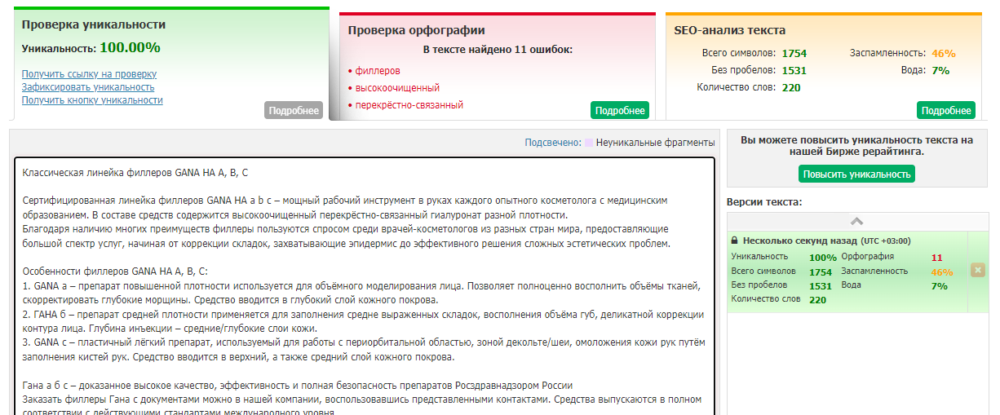 Проверка уникальности
Уникальность: 100.00%
Получить ссылку на проверку
Зафиксировать уникальность
Получить кнопку уникальности
Подробнее
Проверка орфографии
В тексте найдено 11 ошибок:
• филлеров
• высокоочищенный
• перекрёстно-связанный
Подробнее
SEO-анализ текста
Всего символов: 1754
Без пробелов: 1531
Количество слов: 220
Заспамленность: 46%
Вода: 7%
Подробнее
Подсвечено: Неуникальные фрагменты
Классическая линейка филлеров GANA HA A, B, C
Сертифицированная линейка филлеров GANA HA a b c – мощный рабочий инструмент в руках каждого опытного косметолога с медицинским
образованием. В составе средств содержится высокоочищенный перекрёстно-связанный гиалуронат разной плотности.
Благодаря наличию многих преимуществ филлеры пользуются спросом среди врачей-косметологов из разных стран мира, предоставляющие
большой спектр услуг, начиная от коррекции складок, захватывающие эпидермис до эффективного решения сложных эстетических проблем.
Особенности филлеров GANA HA A, B, C:
1. GANA a – препарат повышенной плотности используется для объёмного моделирования лица. Позволяет полноценно восполнить объёмы тканей,
скорректировать глубокие морщины. Средство вводится в глубокий слой кожного покрова.
2. ГАНА б – препарат средней плотности применяется для заполнения средне выраженных складок, восполнения объёма губ, деликатной коррекции
контура лица. Глубина инъекции – средние/глубокие слои кожи.
3. GANA c – пластичный лёгкий препарат, используемый для работы с периорбитальной областью, зоной декольте/шеи, омоложения кожи рук путём
заполнения кистей рук. Средство вводится в верхний, а также средний слой кожного покрова.
Гана а б с – доказанное высокое качество, эффективность и полная безопасность препаратов Росздравнадзором России
Заказать филлеры Гана с документами можно в нашей компании, воспользовавшись представленными контактами. Средства выпускаются в полном
соответствии с действующими стандартами международного уровня.
Вы можете повысить уникальность текста на
нашей Бирже рерайтинга.
Повысить уникальность
Версии текста:
Несколько секунд назад (UTC +03:00)
Уникальность 100% Орфография 11
Всего символов 1754 Заспамленность 46%
Без пробелов 1531 Вода 7%
Количество слов 220